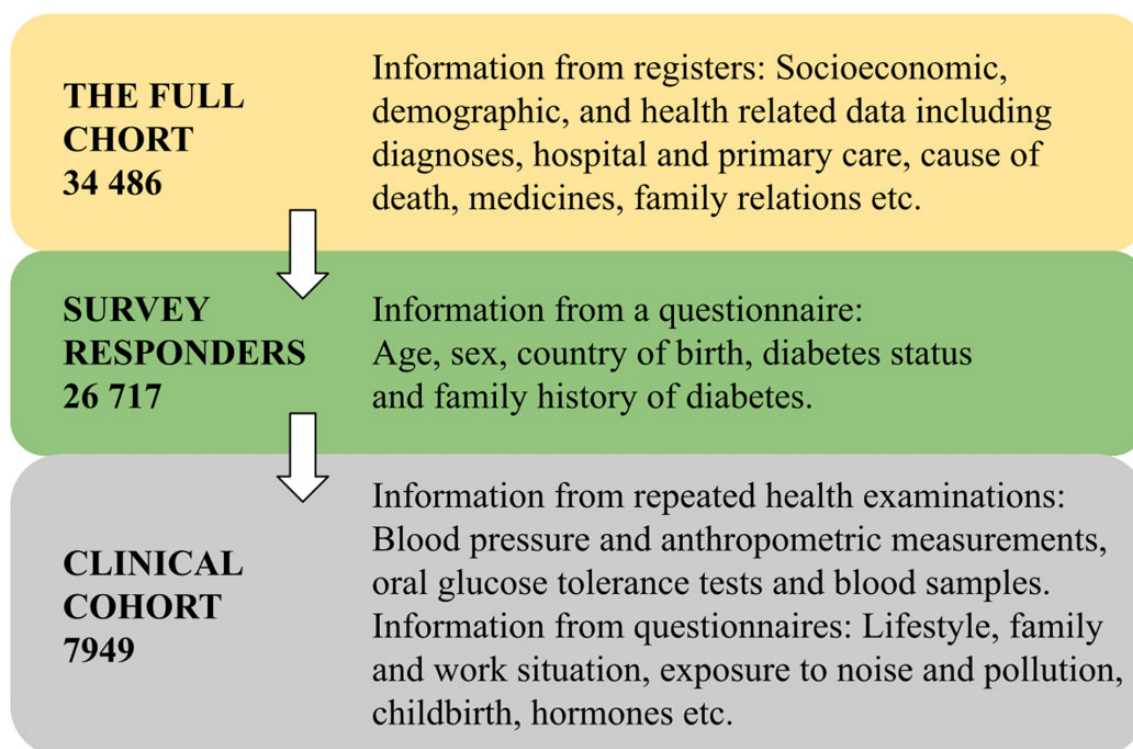 THE FULL
CHORT
34 486
Information from registers: Socioeconomic,
demographic, and health related data including
diagnoses, hospital and primary care, cause of
death, medicines, family relations etc.
SURVEY
RESPONDERS
26 717
Information from a questionnaire:
Age, sex, country of birth, diabetes status
and family history of diabetes.
CLINICAL
COHORT
7949
Information from repeated health examinations:
Blood pressure and anthropometric measurements,
oral glucose tolerance tests and blood samples.
Information from questionnaires: Lifestyle, family
and work situation, exposure to noise and pollution,
childbirth, hormones etc.